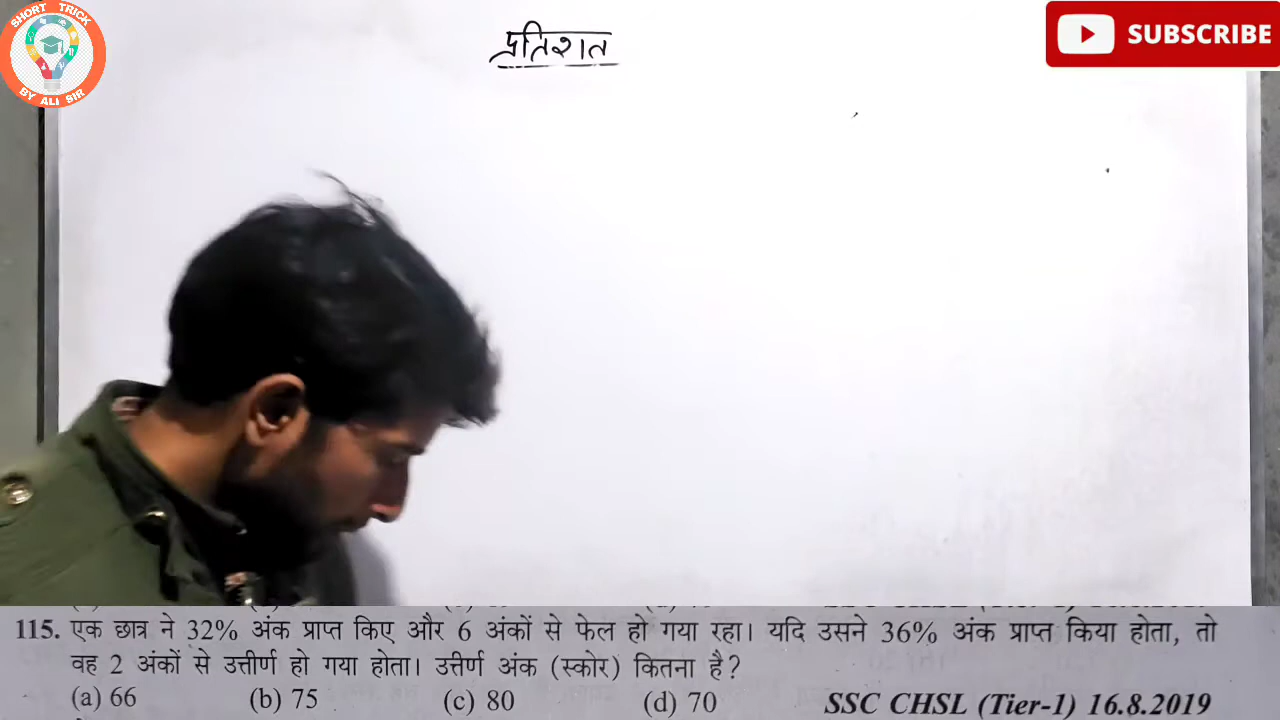 SHORT TRICK
BY ALI SIR
SUBSCRIBE
प्रतिशत
115. एक छात्र ने 32% अंक प्राप्त किए और 6 अंकों से फेल हो गया रहा। यदि उसने 36% अंक प्राप्त किया होता, तो
वह 2 अंकों से उत्तीर्ण हो गया होता। उत्तीर्ण अंक (स्कोर) कितना है?
(a) 66 (b) 75 (c) 80 (d) 70 SSC CHSL (Tier-1) 16.8.2019